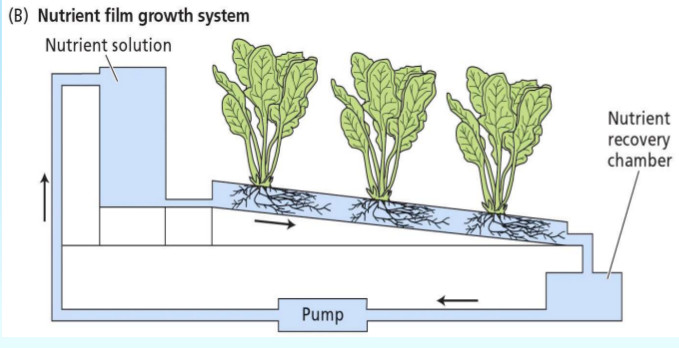 (B) Nutrient film growth system
Nutrient solution
Nutrient
recovery
chamber
Pump